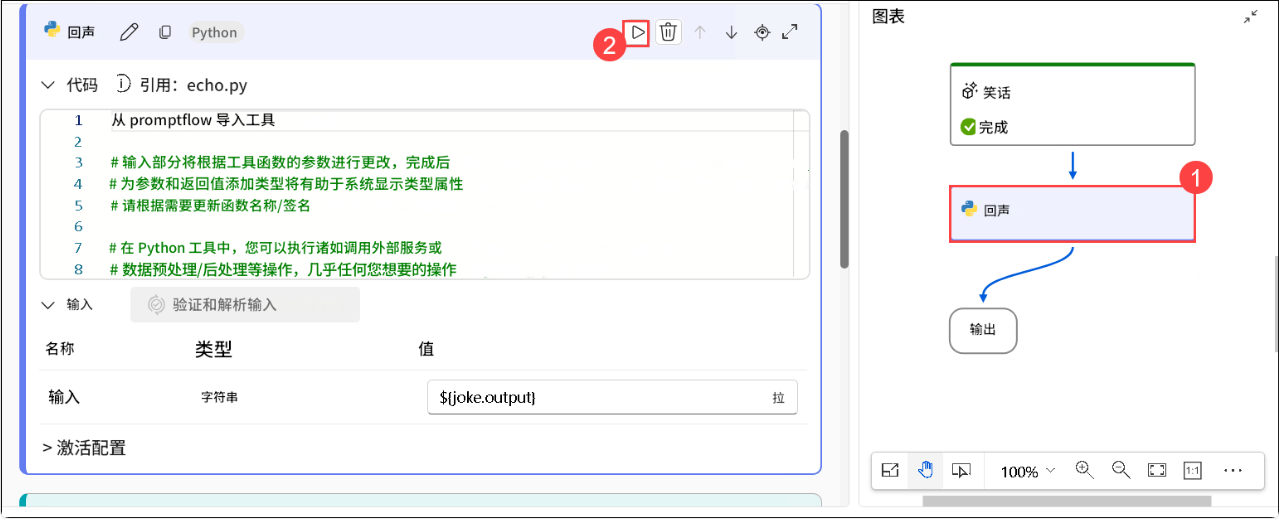 回声 Python
2
代码 引用：echo.py
1 从 promptflow 导入工具
2
3 # 输入部分将根据工具函数的参数进行更改，完成后
4 # 为参数和返回值添加类型将有助于系统显示类型属性
5 # 请根据需要更新函数名称/签名
6
7 # 在 Python 工具中，您可以执行诸如调用外部服务或
8 # 数据预处理/后处理等操作，几乎任何您想要的操作
输入 验证和解析输入
名称 类型 值
输入 字符串 ${joke.output} 拉
> 激活配置
图表
笑话
完成
1
回声
输出
100% 1:1 ···